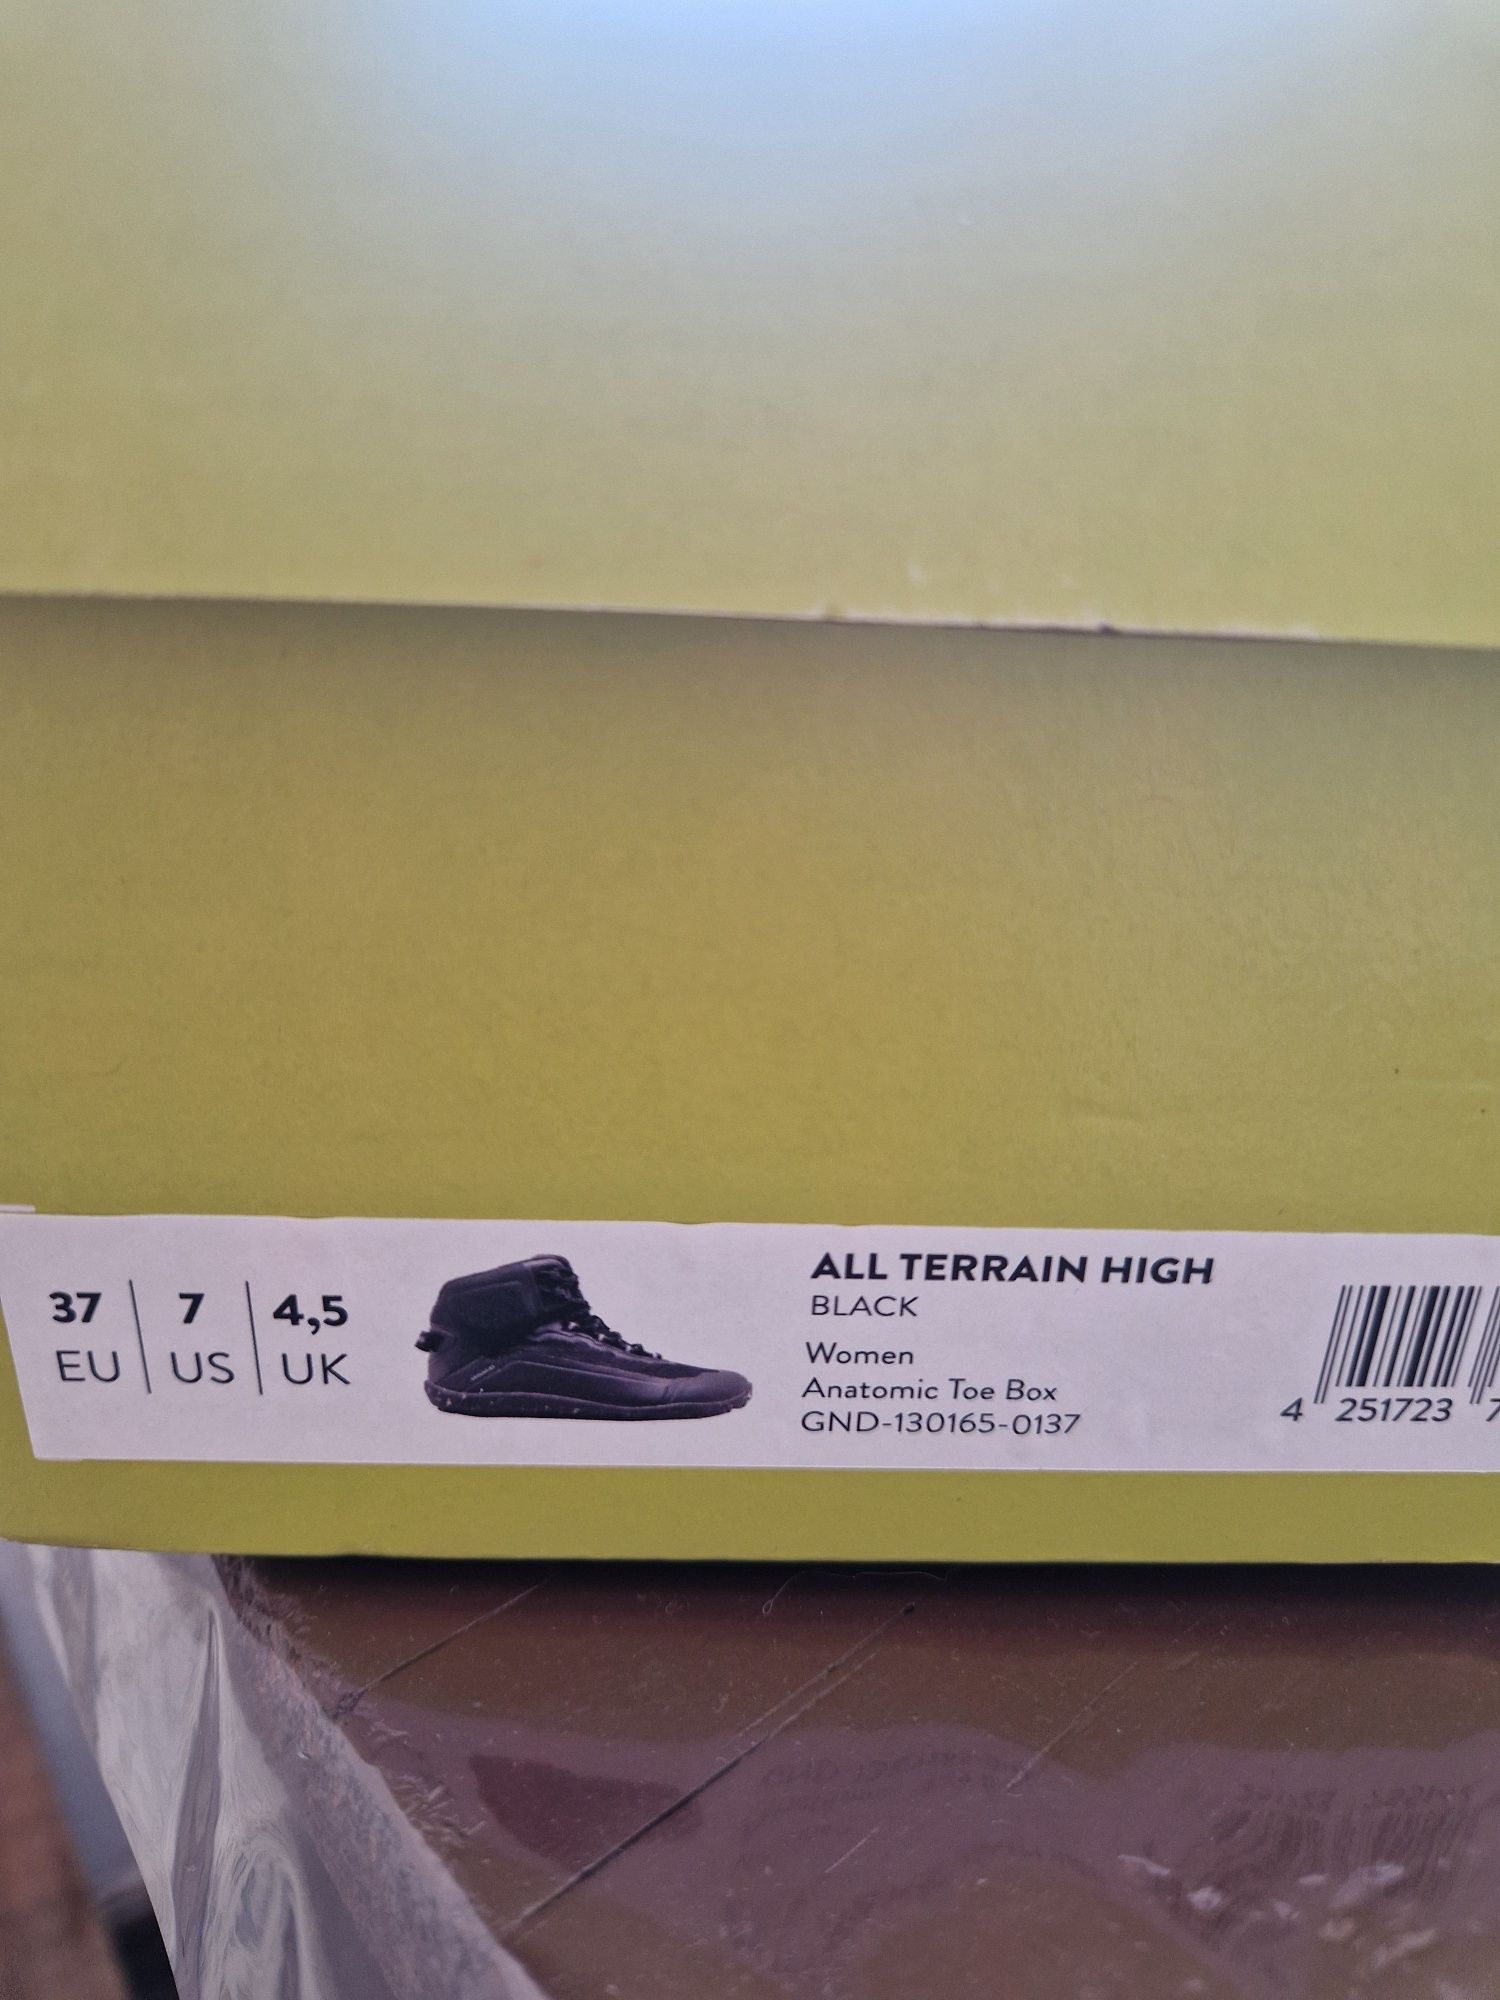 37 EU
7 US
4,5 UK
ALL TERRAIN HIGH
BLACK
Women
Anatomic Toe Box
GND-130165-0137
4 251723 7